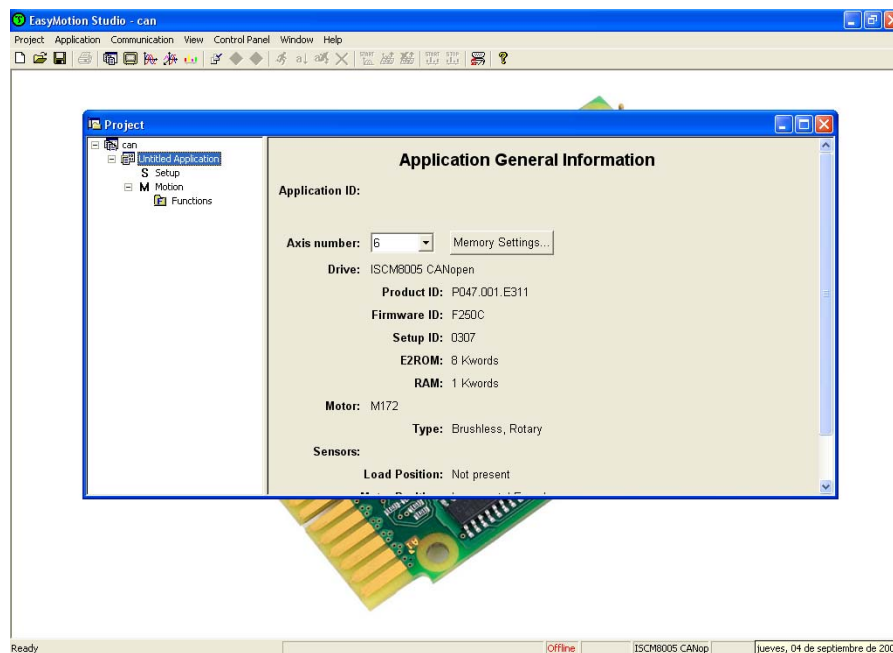 EasyMotion Studio - can
Project Application Communication View Control Panel Window Help
Project
can
Untitled Application
S Setup
M Motion
Functions
Application General Information
Application ID:
Axis number: 6 Memory Settings...
Drive: ISCM8005 CANopen
Product ID: P047.001.E311
Firmware ID: F250C
Setup ID: 0307
E2ROM: 8 Kwords
RAM: 1 Kwords
Motor: M172
Type: Brushless, Rotary
Sensors:
Load Position: Not present
Ready Offline ISCM8005 CANop jueves, 04 de septiembre de 200